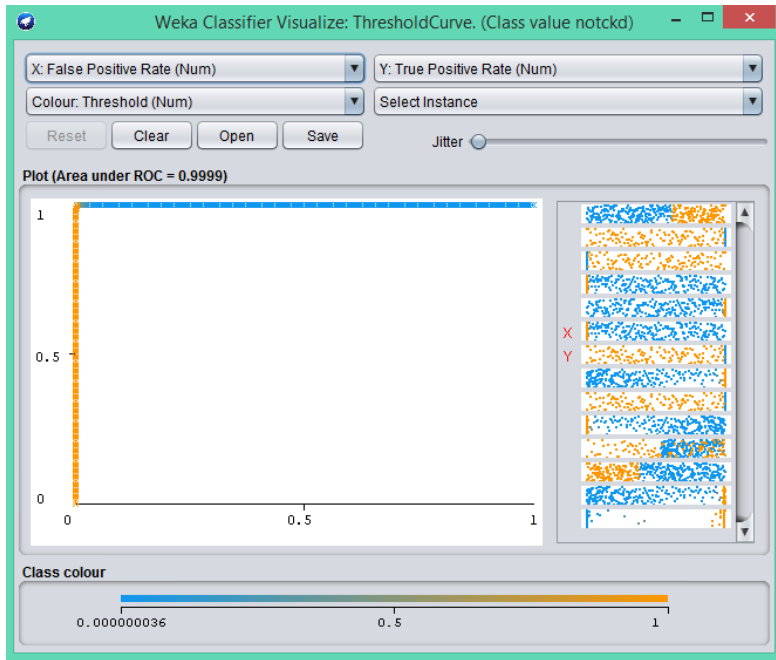 Weka Classifier Visualize: ThresholdCurve. (Class value notckd)
X: False Positive Rate (Num) Y: True Positive Rate (Num)
Colour: Threshold (Num) Select Instance
Reset Clear Open Save Jitter
Plot (Area under ROC = 0.9999)
1
X
0.5 Y
0
0 0.5 1
Class colour
0.000000036 0.5 1